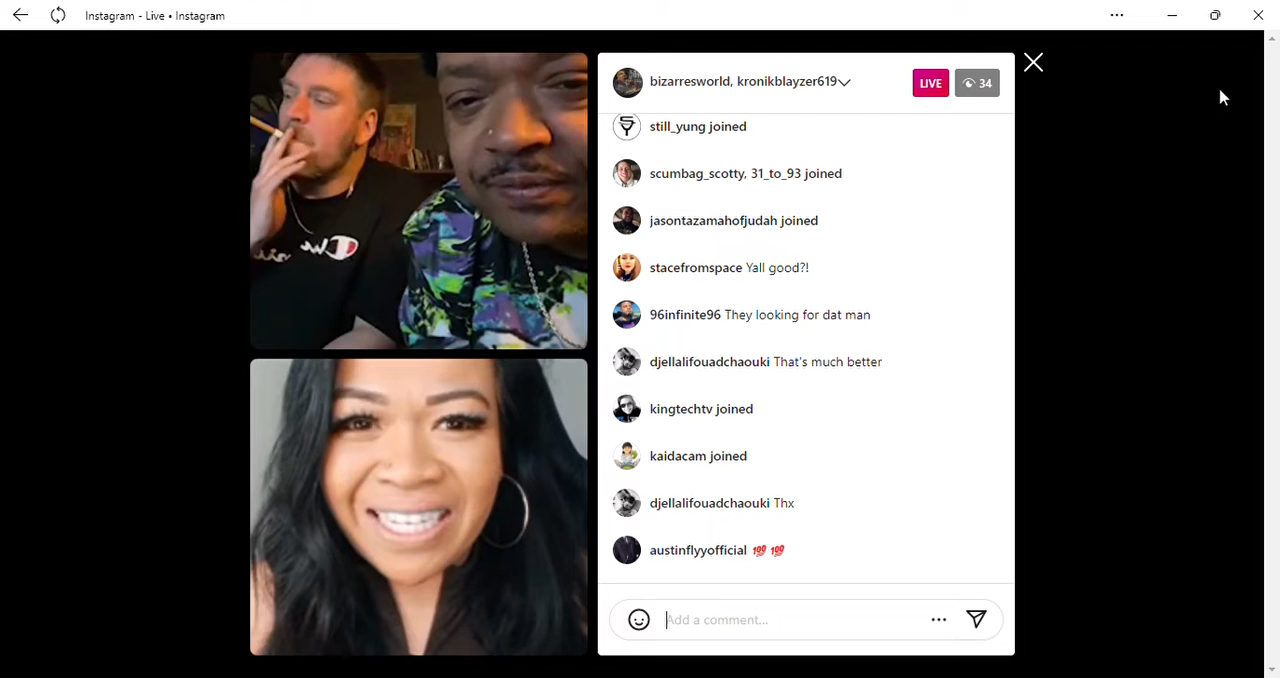 Instagram - Live • Instagram
bizarresworld, kronikblayzer619
LIVE
34
still_yung joined
scumbag_scotty, 31_to_93 joined
jasontazamahofjudah joined
stacefromspace Yall good?!
96infinite96 They looking for dat man
djellalifouadchaouki That's much better
kingtechtv joined
kaidacam joined
djellalifouadchaouki Thx
austinflyyofficial 💯 💯
Add a comment...